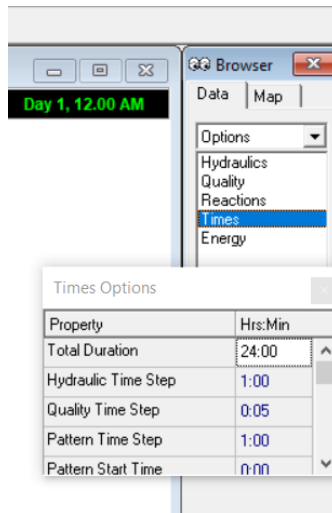 Browser
Day 1, 12.00 AM
Data Map
Options
Hydraulics
Quality
Reactions
Times
Energy
Times Options
Property Hrs:Min
Total Duration 24:00
Hydraulic Time Step 1:00
Quality Time Step 0:05
Pattern Time Step 1:00
Pattern Start Time 0:00